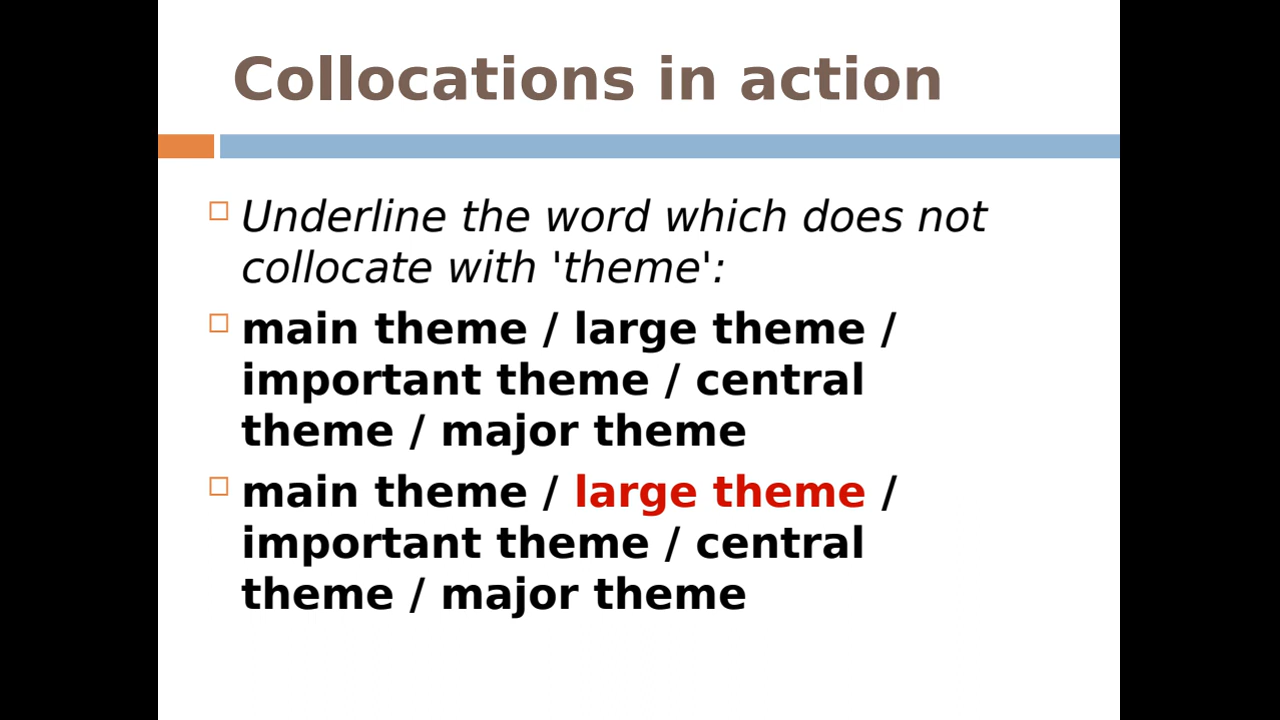 Collocations in action
Underline the word which does not
collocate with 'theme':
main theme / large theme /
important theme / central
theme / major theme
main theme / large theme /
important theme / central
theme / major theme